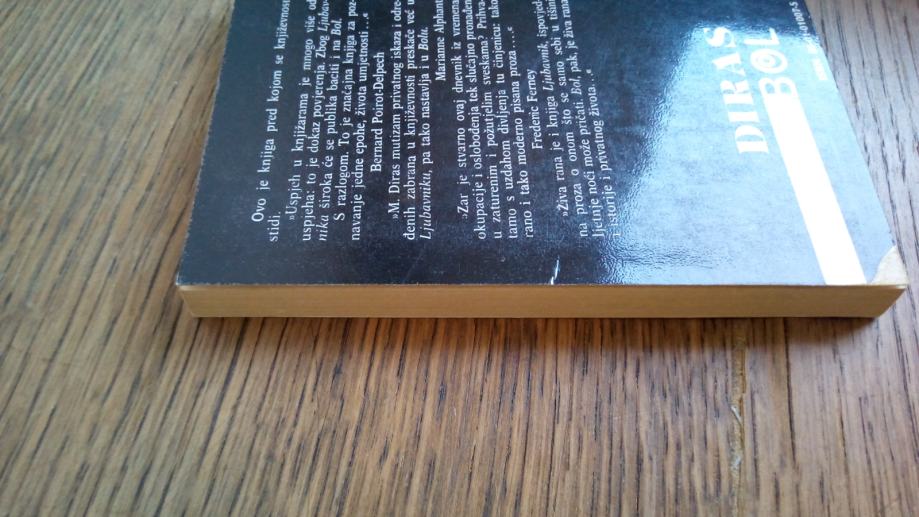 Ovo je knjiga pred kojom se književnost
stidi.
»Uspjeh u knjižarama je mnogo više od
uspjeha: to je dokaz povjerenja. Zbog Ljubav-
nika široka će se publika baciti i na Bol.
S razlogom. To je značajna knjiga za poz-
navanje jedne epohe, života umjetnosti...«
Bernard Poirot-Delpech
»M. Diras mutizam privatnog iskaza i odre-
đenih zabrana u književnosti preskače već u
Ljubavniku, pa tako nastavlja i u Bolu.
Marianne Alphant
»Zar je stvarno ovaj dnevnik iz vremena
okupacije i oslobođenja tek slučajno pronađen
u zaturenim i požutjelim sveskama? Prihva-
tamo s uzdahom divljenja tu činjenicu: tako
rano i tako moderno pisana proza....«
Frederic Ferney
»Živa rana je i knjiga Ljubavnik, ispovjed-
na proza o onom što se samo sebi u tišini
ljetnje noći može pričati. Bol, pak, je živa rana
istorije i privatnog života...«
DIRAS
BOL